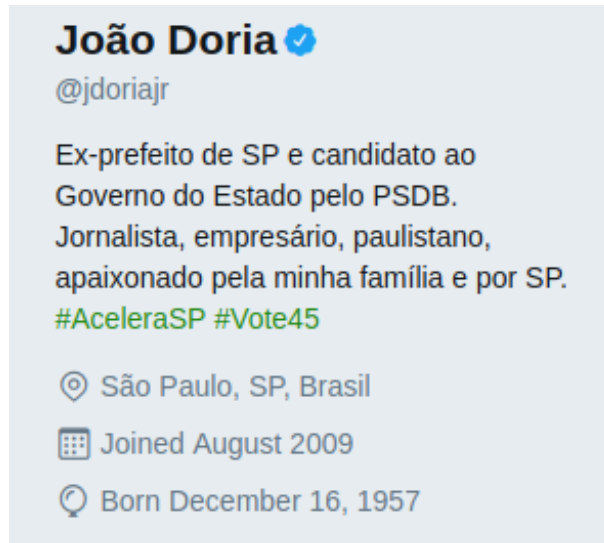 João Doria
@jdoriajr
Ex-prefeito de SP e candidato ao
Governo do Estado pelo PSDB.
Jornalista, empresário, paulistano,
apaixonado pela minha família e por SP.
#AceleraSP #Vote45
São Paulo, SP, Brasil
Joined August 2009
Born December 16, 1957